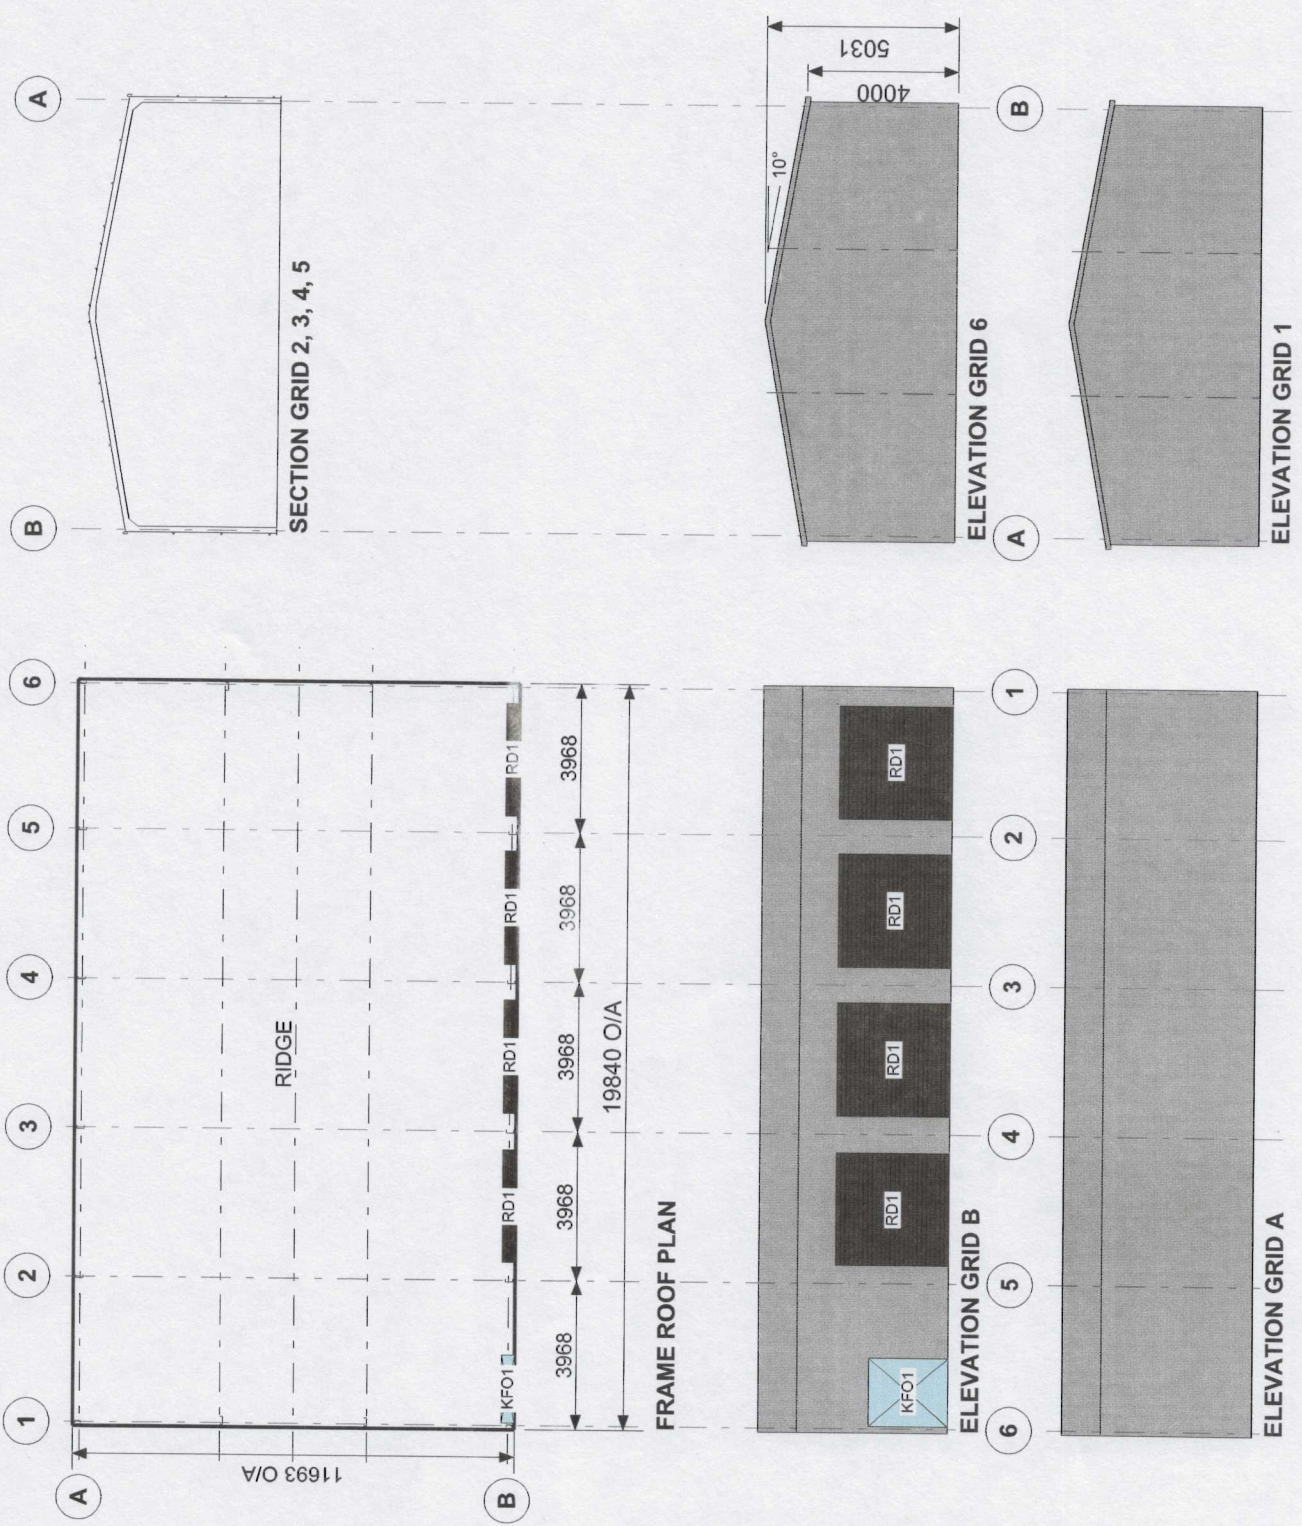 1 2 3 4 5 6
B A
A
11693 O/A
RIDGE
SECTION GRID 2, 3, 4, 5
B
KFO1 RD1 RD1 RD1 RD1
3968 3968 3968 3968 3968
19840 O/A
FRAME ROOF PLAN
10°
5031
4000
KFO1 RD1 RD1 RD1 RD1
ELEVATION GRID B
ELEVATION GRID 6
6 5 4 3 2 1
A B
ELEVATION GRID A
ELEVATION GRID 1